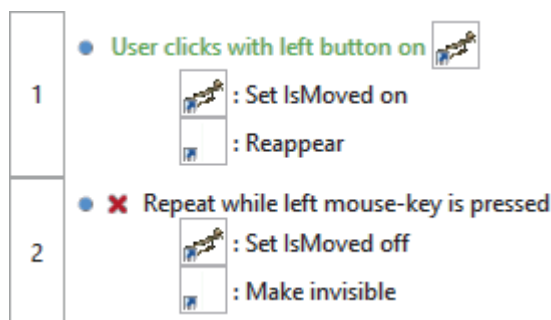 1
User clicks with left button on
: Set IsMoved on
: Reappear
2
Repeat while left mouse-key is pressed
: Set IsMoved off
: Make invisible